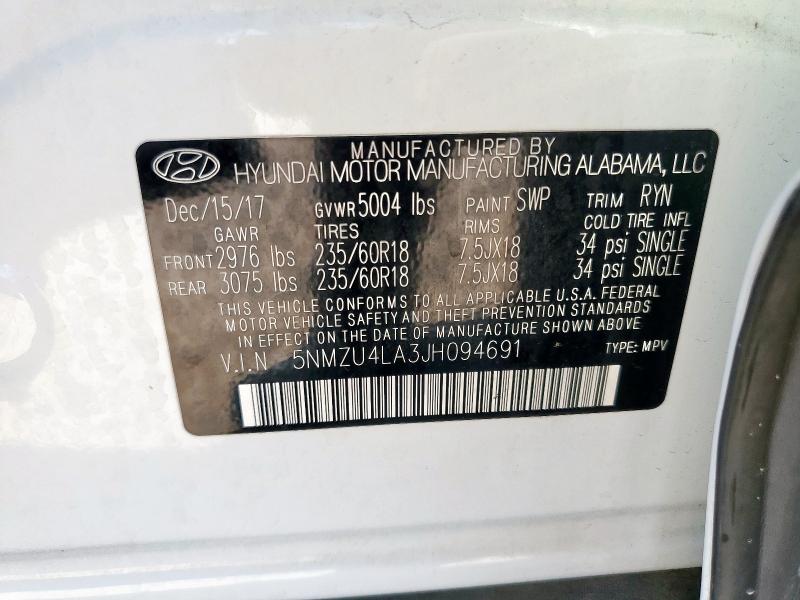 MANUFACTURED BY
HYUNDAI MOTOR MANUFACTURING ALABAMA, LLC
Dec/15/17 GVWR 5004 lbs PAINT SWP TRIM RYN
GAWR TIRES RIMS COLD TIRE INFL
FRONT 2976 lbs 235/60R18 7.5JX18 34 psi SINGLE
REAR 3075 lbs 235/60R18 7.5JX18 34 psi SINGLE
THIS VEHICLE CONFORMS TO ALL APPLICABLE U.S.A. FEDERAL
MOTOR VEHICLE SAFETY AND THEFT PREVENTION STANDARDS
IN EFFECT ON THE DATE OF MANUFACTURE SHOWN ABOVE
V.I.N 5NMZU4LA3JH094691 TYPE: MPV